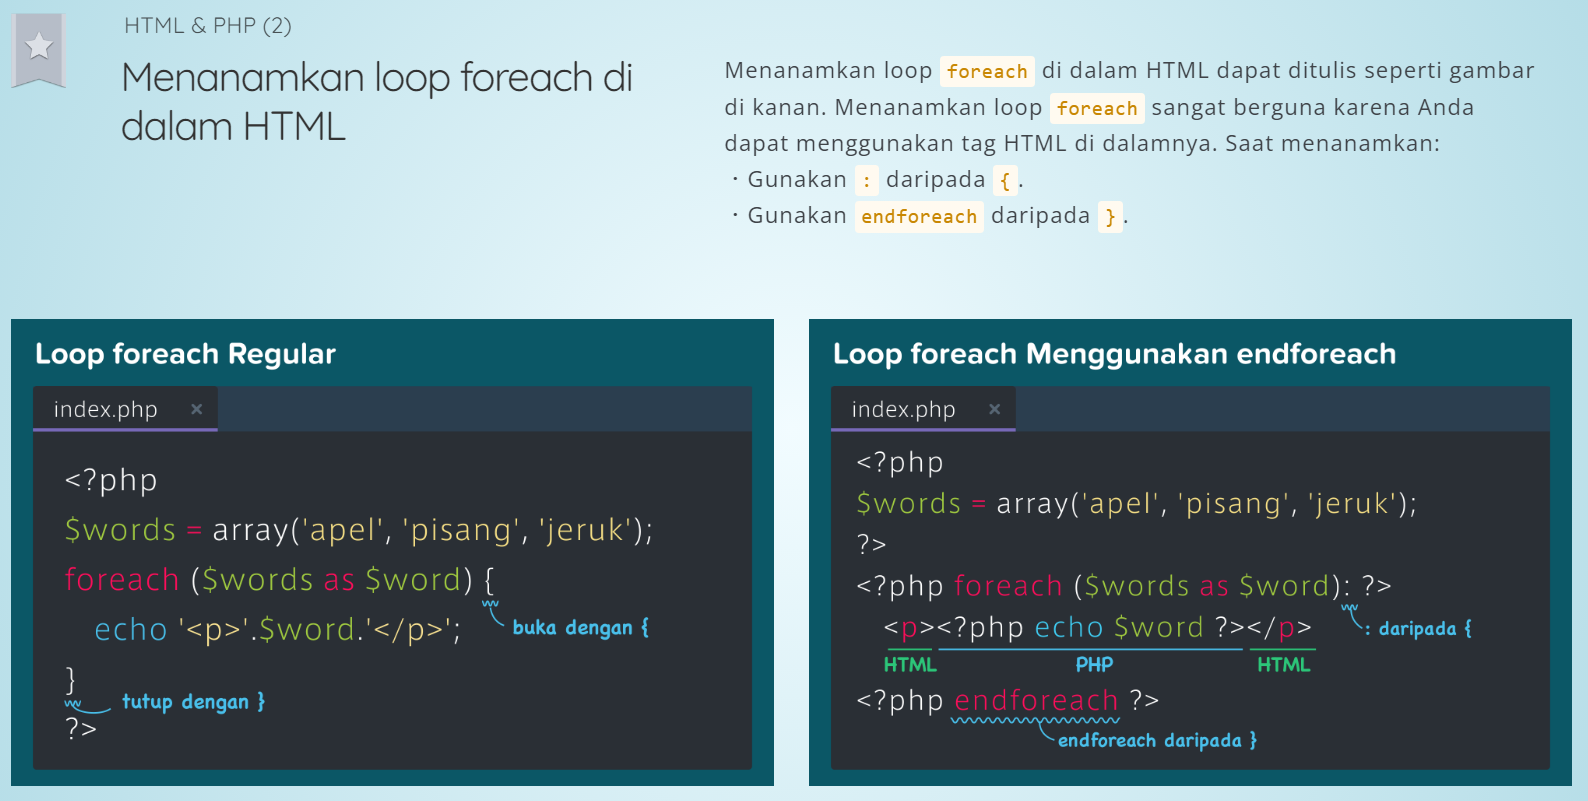 HTML & PHP (2)
Menanamkan loop foreach di
dalam HTML
Menanamkan loop foreach di dalam HTML dapat ditulis seperti gambar
di kanan. Menanamkan loop foreach sangat berguna karena Anda
dapat menggunakan tag HTML di dalamnya. Saat menanamkan:
・Gunakan : daripada {.
・Gunakan endforeach daripada }.
Loop foreach Regular
index.php ×
<?php
$words = array('apel', 'pisang', 'jeruk');
foreach ($words as $word) {
echo '<p>'.$word.'</p>';
buka dengan {
}
tutup dengan }
?>
Loop foreach Menggunakan endforeach
index.php ×
<?php
$words = array('apel', 'pisang', 'jeruk');
?>
<?php foreach ($words as $word): ?>
<p><?php echo $word ?></p>
: daripada {
HTML PHP HTML
<?php endforeach ?>
endforeach daripada }